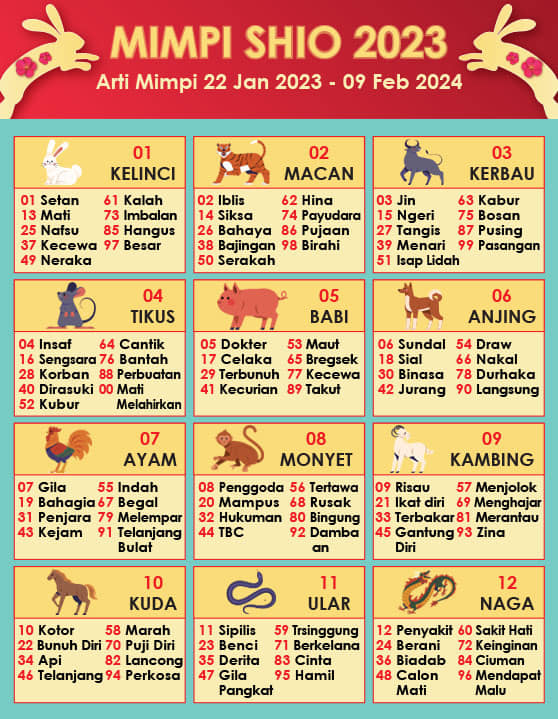 MIMPI SHIO 2023
Arti Mimpi 22 Jan 2023 - 09 Feb 2024
01
KELINCI
01 Setan
13 Mati
25 Nafsu
37 Kecewa
49 Neraka
61 Kalah
73 Imbalan
85 Hangus
97 Besar
02
MACAN
02 Iblis
14 Siksa
26 Bahaya
38 Bajingan
50 Serakah
62 Hina
74 Payudara
86 Pujaan
98 Birahi
03
KERBAU
03 Jin
15 Ngeri
27 Tangis
39 Menari
51 Isap Lidah
63 Kabur
75 Bosan
87 Pusing
99 Pasangan
04
TIKUS
04 Insaf
16 Sengsara
28 Korban
40 Dirasuki
52 Kubur
64 Cantik
76 Bantah
88 Perbuatan
00 Mati
Melahirkan
05
BABI
05 Dokter
17 Celaka
29 Terbunuh
41 Kecurian
53 Maut
65 Bregsek
77 Kecewa
89 Takut
06
ANJING
06 Sundal
18 Sial
30 Binasa
42 Jurang
54 Draw
66 Nakal
78 Durhaka
90 Langsung
07
AYAM
07 Gila
19 Bahagia
31 Penjara
43 Kejam
55 Indah
67 Begal
79 Melempar
91 Telanjang
Bulat
08
MONYET
08 Penggoda
20 Mampus
32 Hukuman
44 TBC
56 Tertawa
68 Rusak
80 Bingung
92 Damba
an
09
KAMBING
09 Risau
21 Ikat diri
33 Terbakar
45 Gantung
Diri
57 Menjolok
69 Menghajar
81 Merantau
93 Zina
10
KUDA
10 Kotor
22 Bunuh Diri
34 Api
46 Telanjang
58 Marah
70 Puji Diri
82 Lancong
94 Perkosa
11
ULAR
11 Sipilis
23 Benci
35 Derita
47 Gila
Pangkat
59 Trsinggung
71 Berkelana
83 Cinta
95 Hamil
12
NAGA
12 Penyakit
24 Berani
36 Biadab
48 Calon
Mati
60 Sakit Hati
72 Keinginan
84 Ciuman
96 Mendapat
Malu